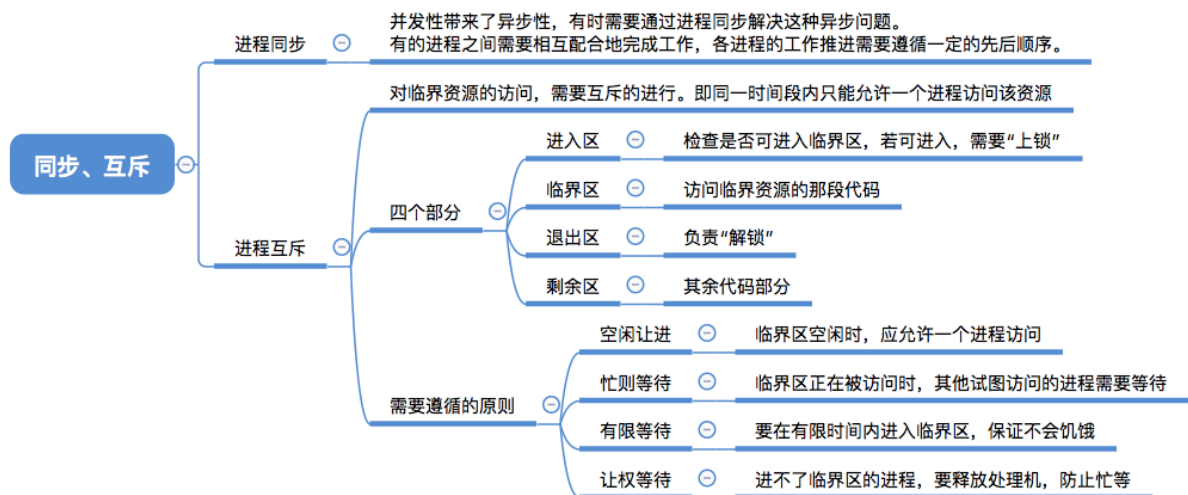 同步、互斥
进程同步
并发性带来了异步性，有时需要通过进程同步解决这种异步问题。
有的进程之间需要相互配合地完成工作，各进程的工作推进需要遵循一定的先后顺序。
进程互斥
对临界资源的访问，需要互斥的进行。即同一时间段内只能允许一个进程访问该资源
四个部分
进入区
检查是否可进入临界区，若可进入，需要“上锁”
临界区
访问临界资源的那段代码
退出区
负责“解锁”
剩余区
其余代码部分
需要遵循的原则
空闲让进
临界区空闲时，应允许一个进程访问
忙则等待
临界区正在被访问时，其他试图访问的进程需要等待
有限等待
要在有限时间内进入临界区，保证不会饥饿
让权等待
进不了临界区的进程，要释放处理机，防止忙等